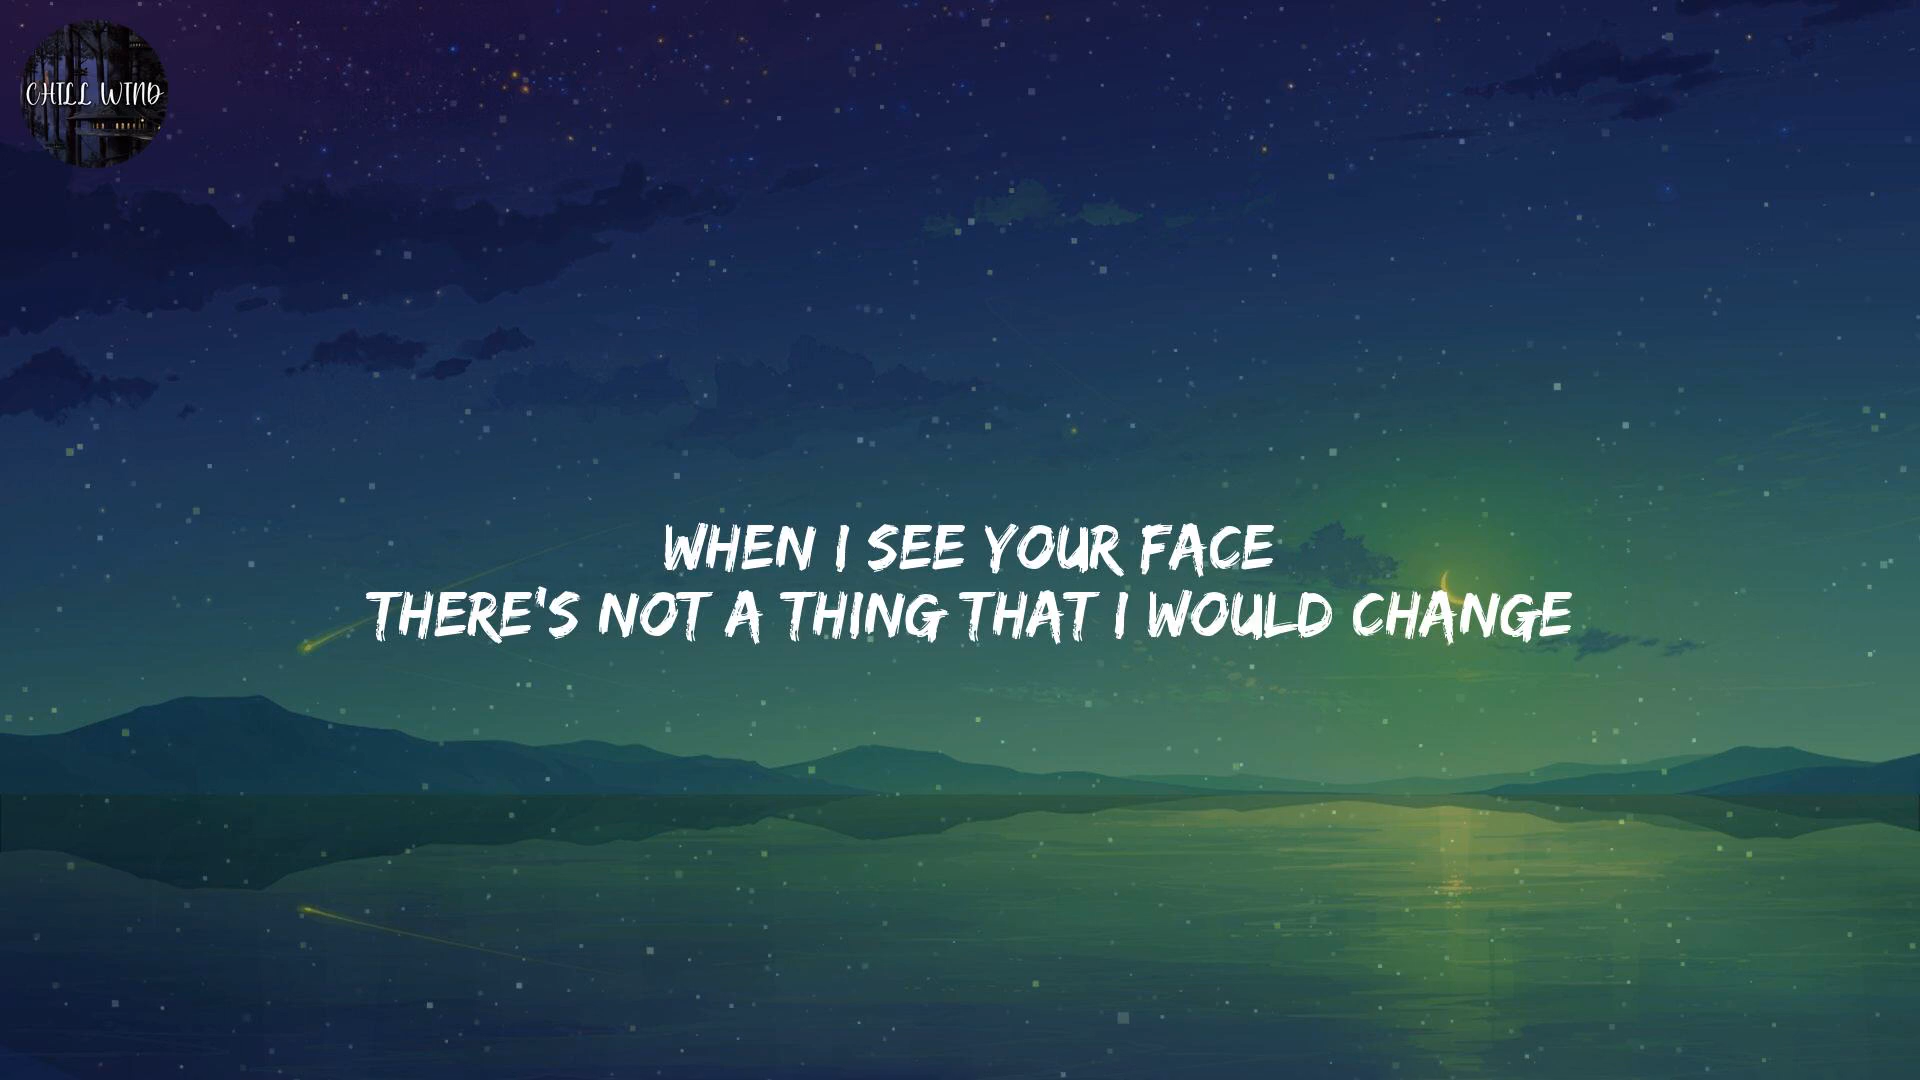 CHILL WIND
WHEN I SEE YOUR FACE
THERE'S NOT A THING THAT I WOULD CHANGE